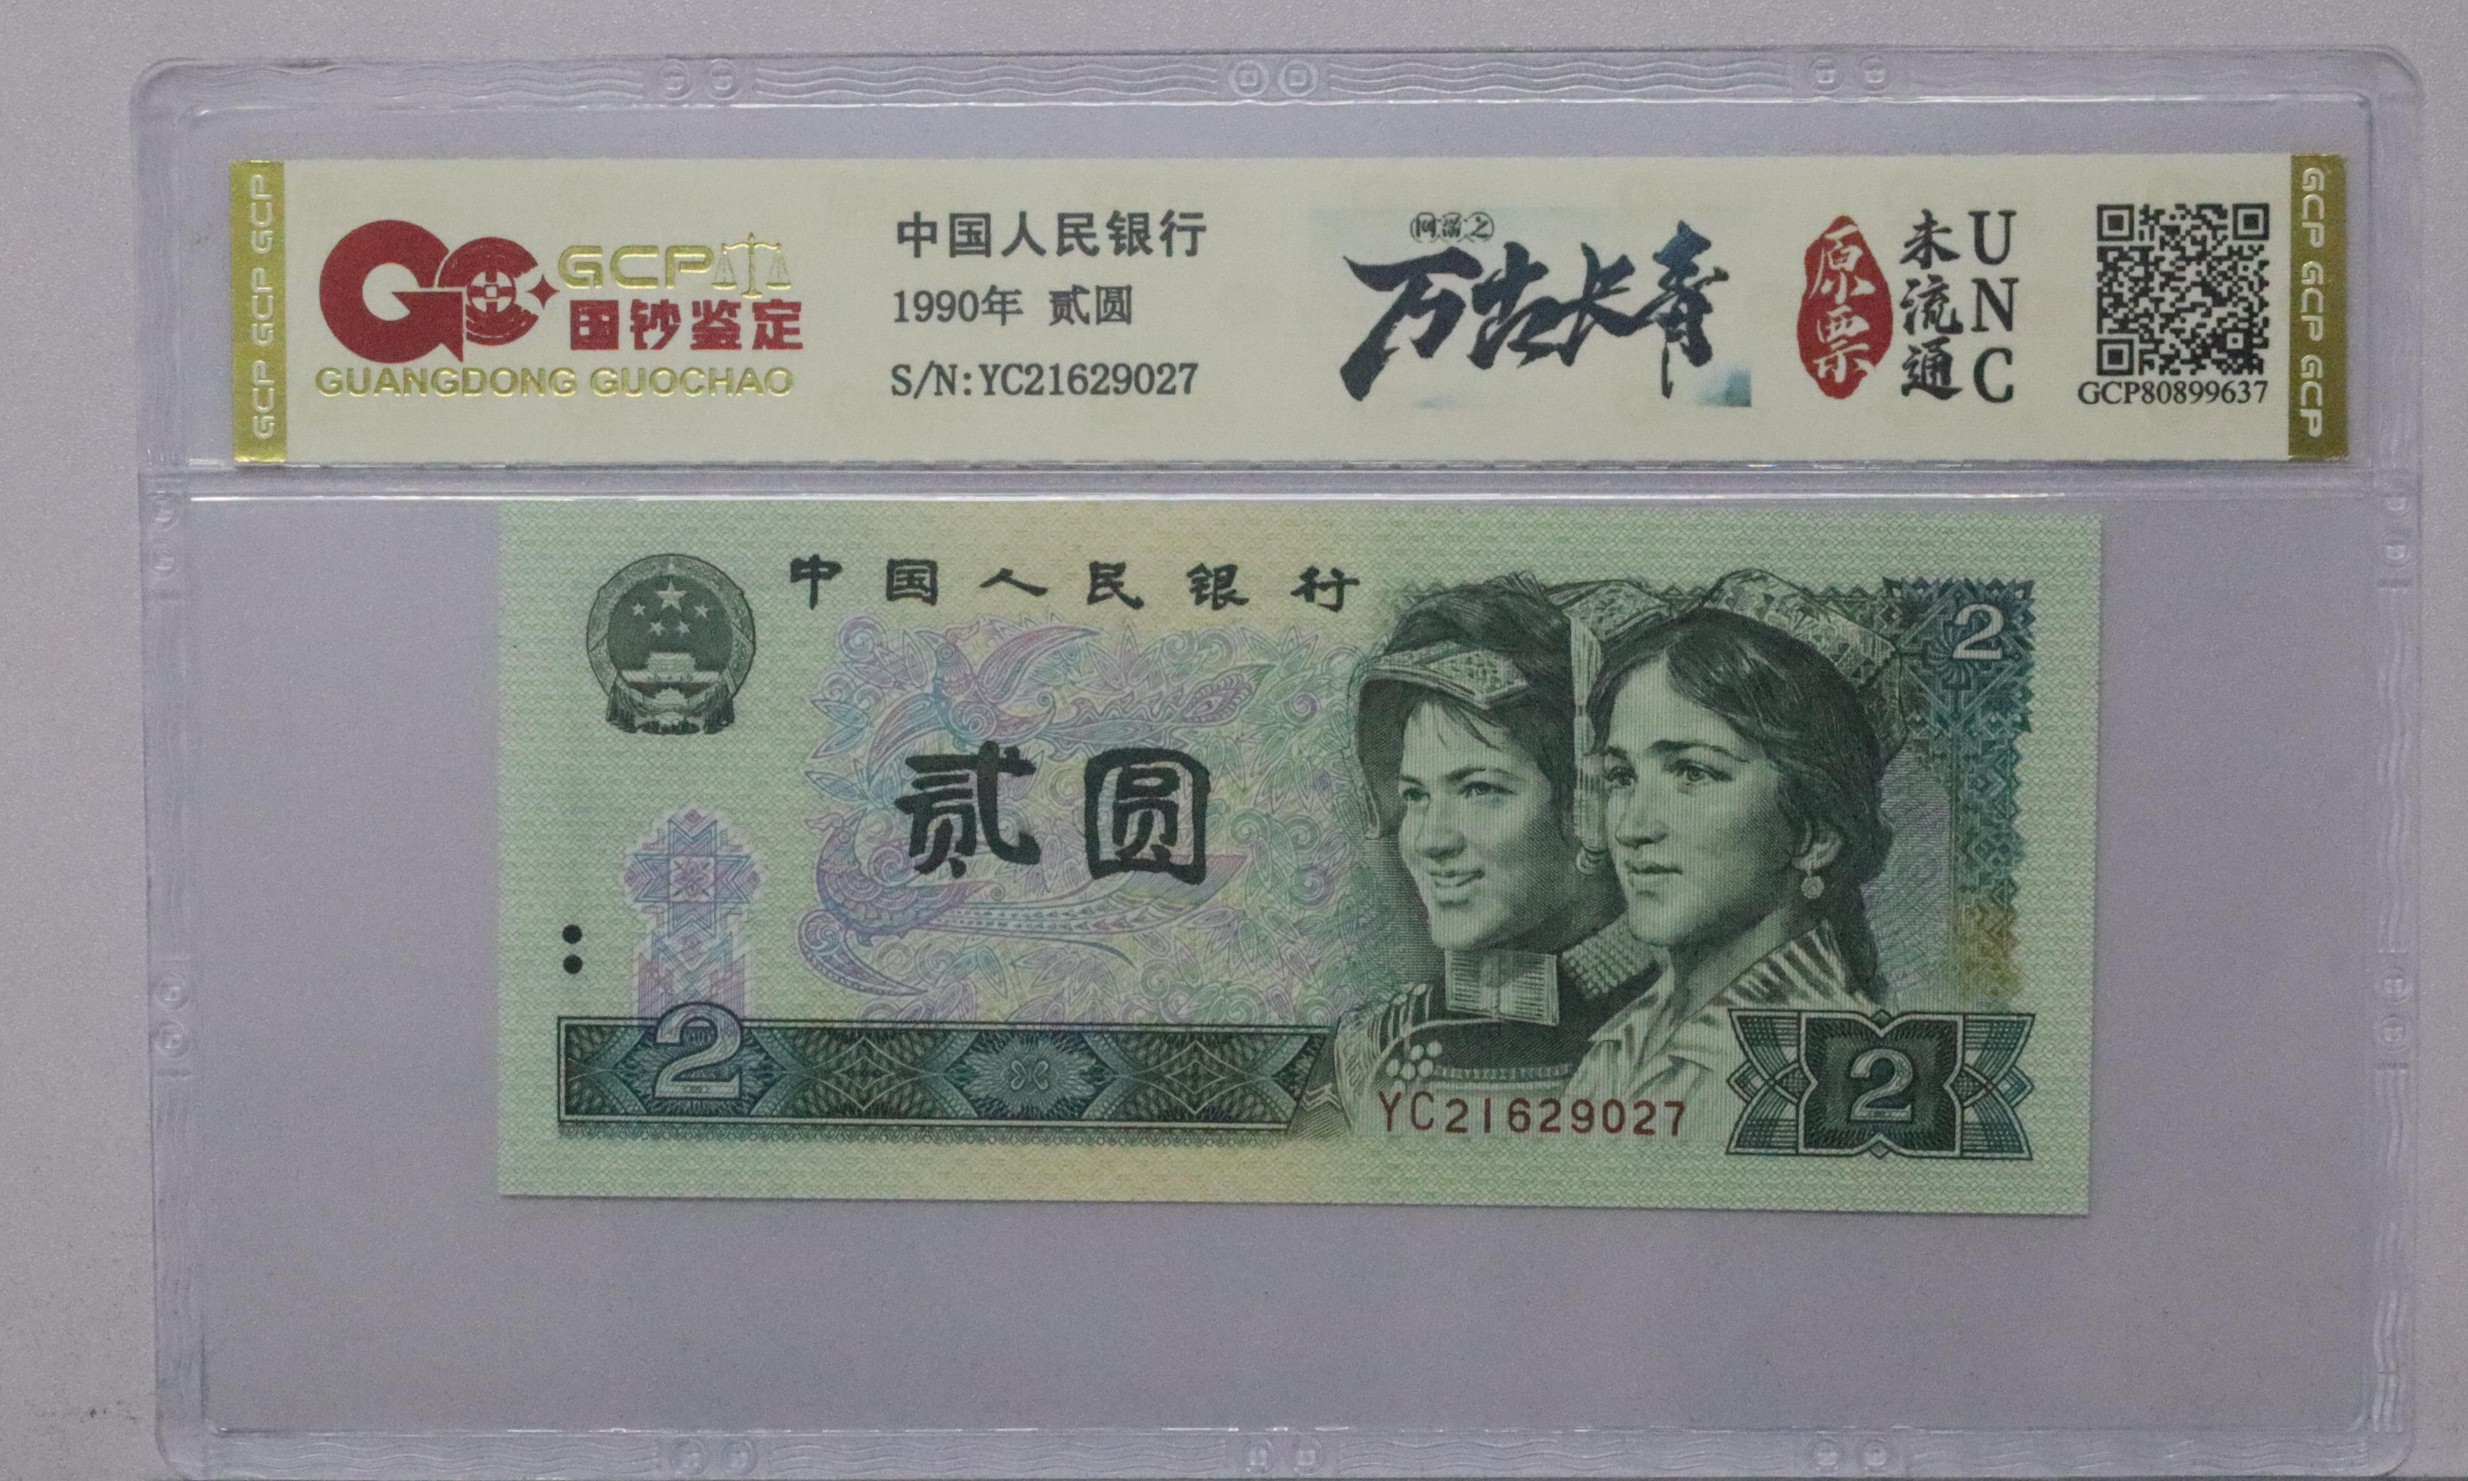 GCP GCP GCP
GCP
国钞鉴定
GUANGDONG GUOCHAO
中国人民银行
1990年 贰圆
S/N:YC21629027
万古长青
原票
未流通
UNC
GCP80899637
GCP GCP GCP
中国人民银行
2
贰圆
2
YC21629027
2